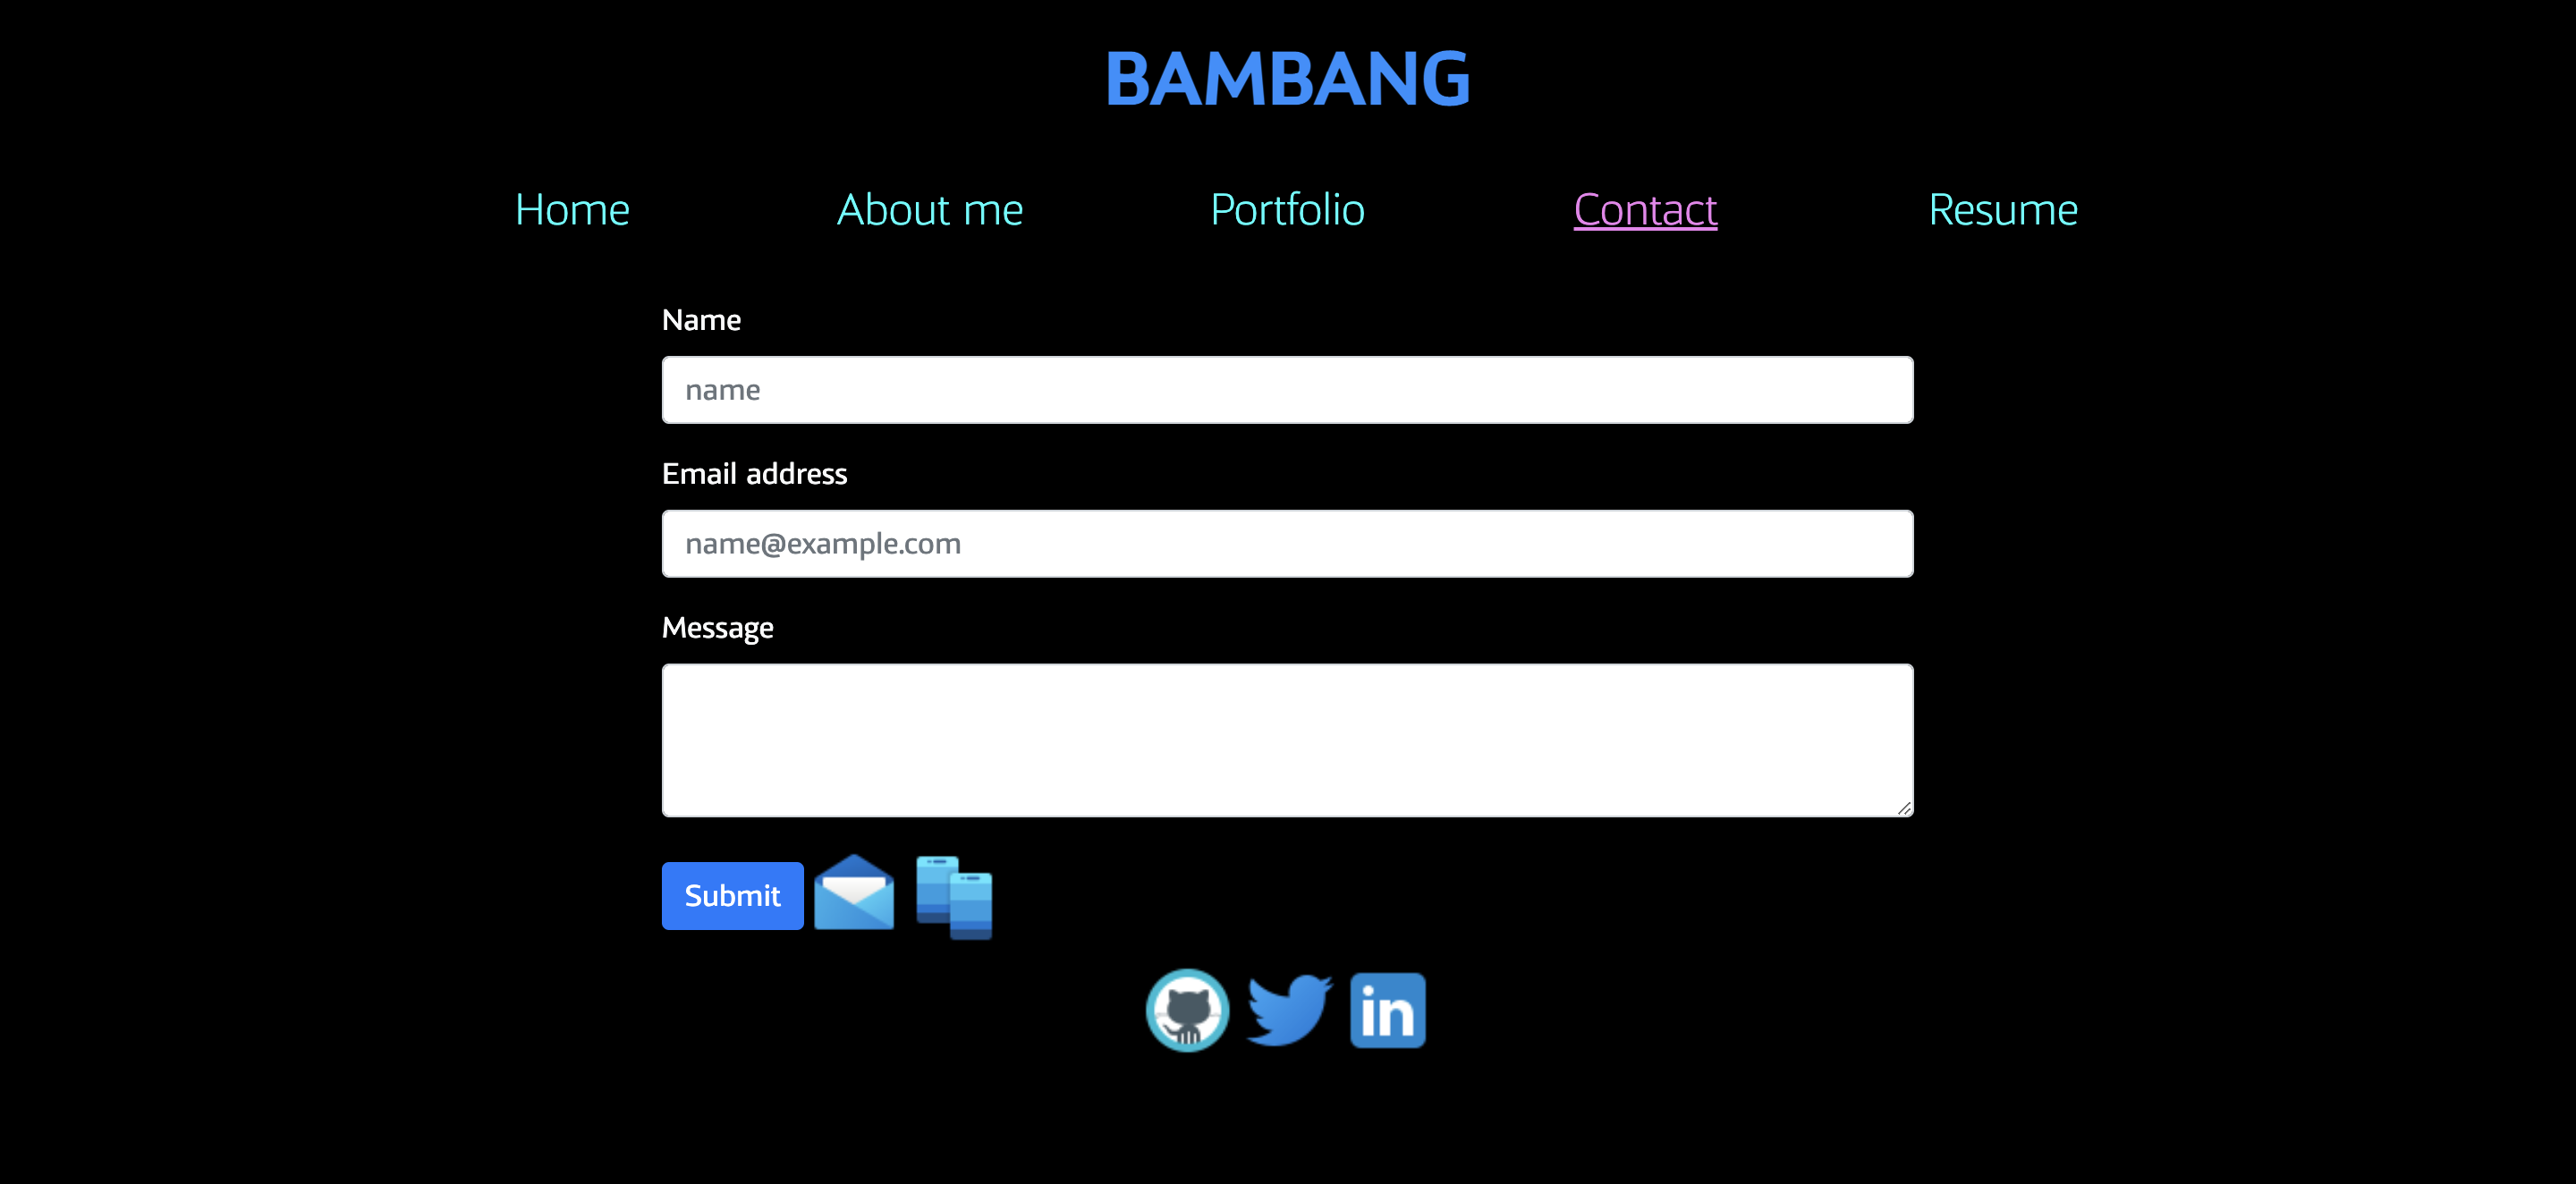 BAMBANG
Home About me Portfolio Contact Resume
Name
name
Email address
name@example.com
Message
Submit
in